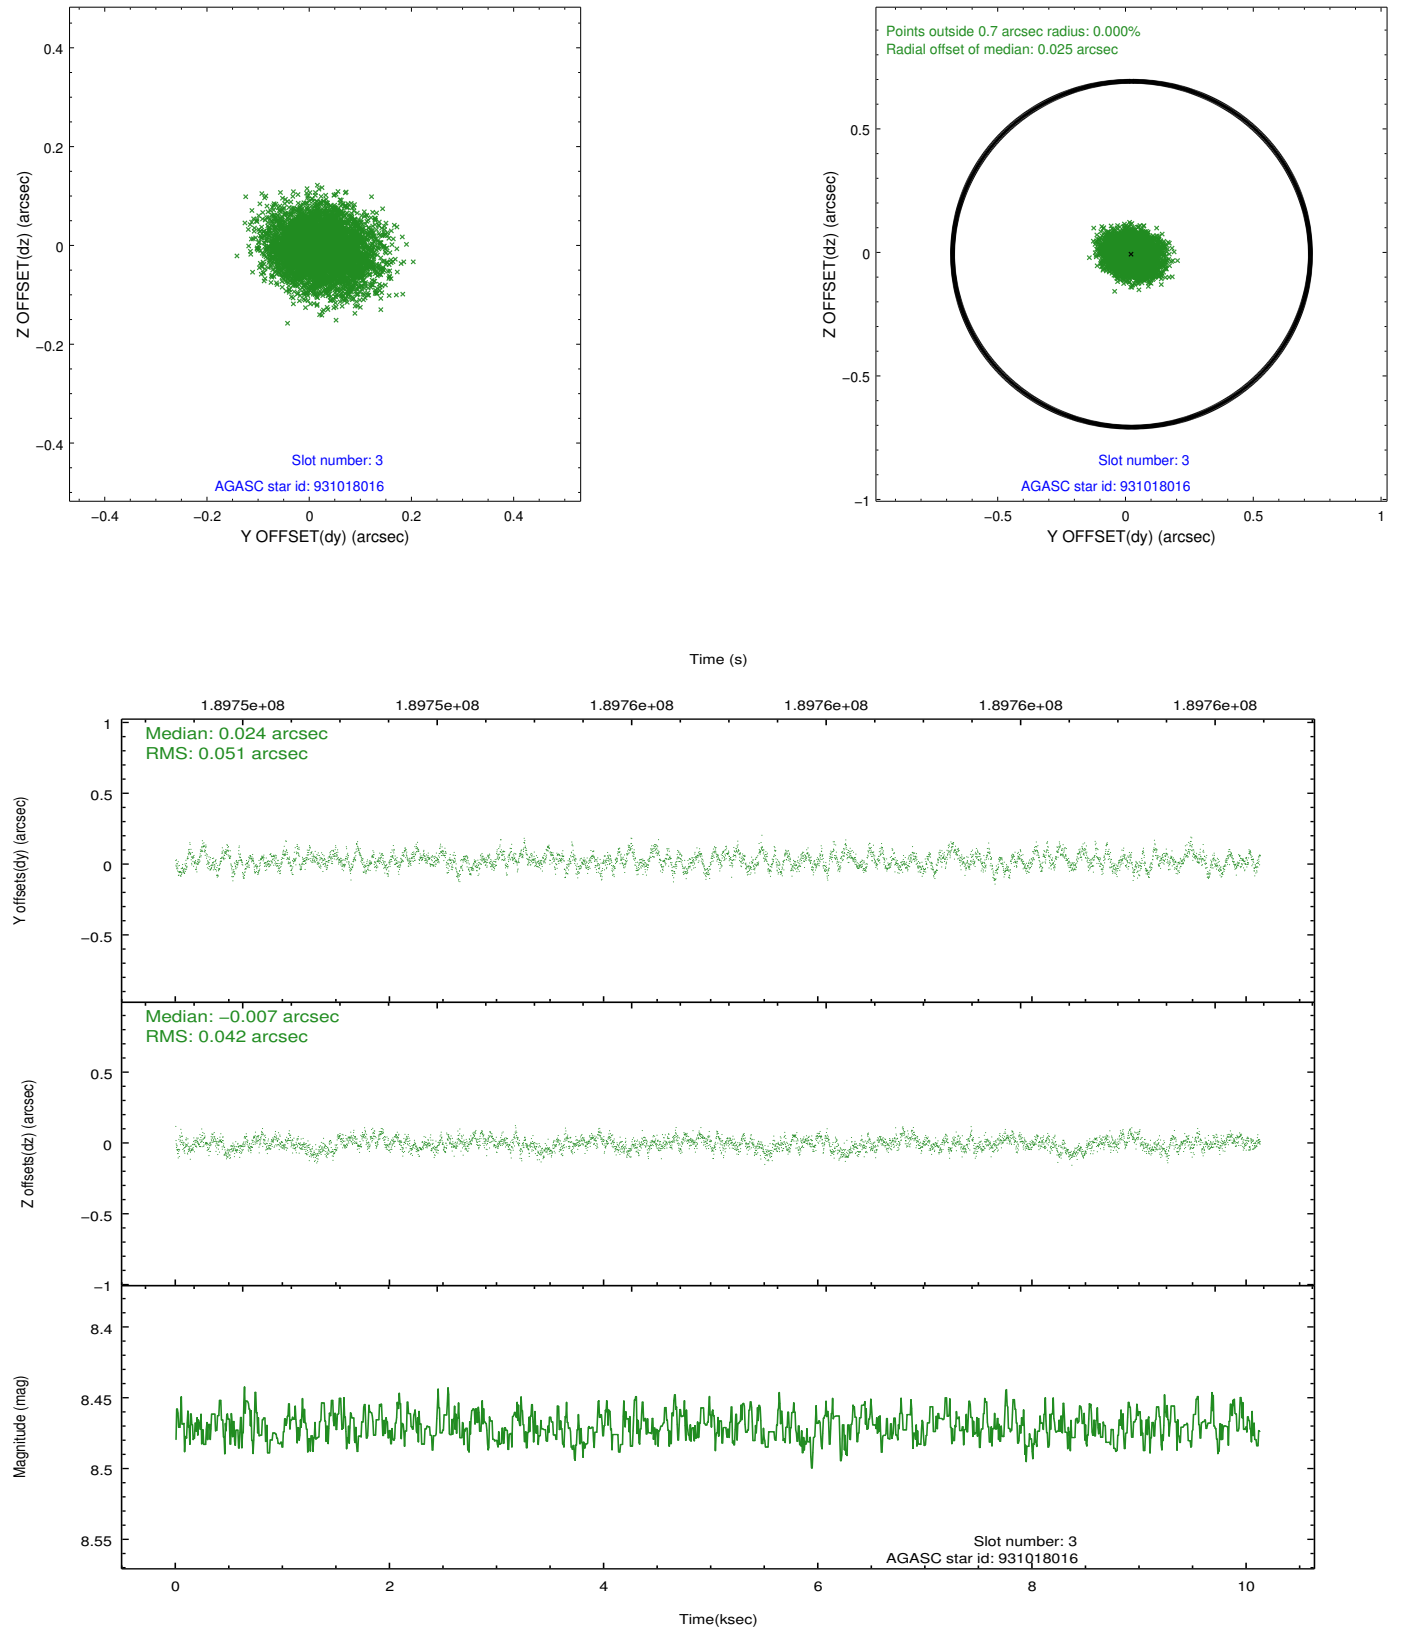 0.4
0.2
0
−0.2
−0.4
Z OFFSET(dz) (arcsec)
Slot number: 3
AGASC star id: 931018016
−0.4
−0.2
0
0.2
0.4
Y OFFSET(dy) (arcsec)
Points outside 0.7 arcsec radius: 0.000%
Radial offset of median: 0.025 arcsec
0.5
0
−0.5
−1
Z OFFSET(dz) (arcsec)
Slot number: 3
AGASC star id: 931018016
−0.5
0
0.5
1
Y OFFSET(dy) (arcsec)
Time (s)
1.8975e+08
1.8975e+08
1.8976e+08
1.8976e+08
1.8976e+08
1.8976e+08
Median: 0.024 arcsec
RMS: 0.051 arcsec
1
0.5
0
−0.5
Y offsets(dy) (arcsec)
Median: −0.007 arcsec
RMS: 0.042 arcsec
0.5
0
−0.5
−1
Z offsets(dz) (arcsec)
8.4
8.45
8.5
8.55
Magnitude (mag)
Slot number: 3
AGASC star id: 931018016
0
2
4
6
8
10
Time(ksec)